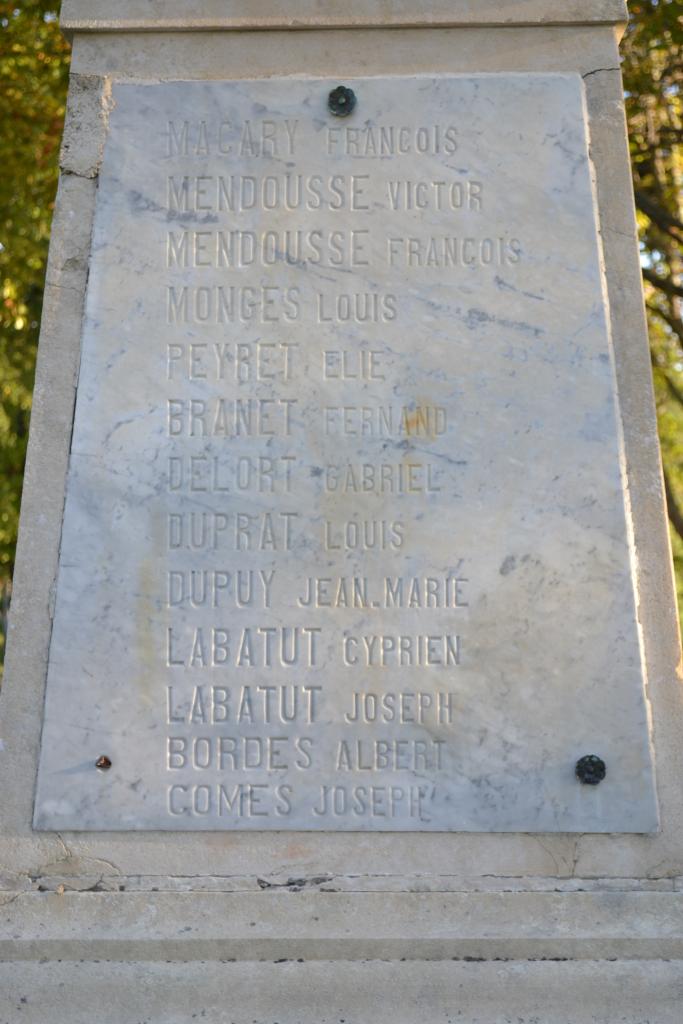 MACARY FRANCOIS
MENDOUSSE VICTOR
MENDOUSSE FRANCOIS
MONGES LOUIS
PEYRET ELIE
BRANET FERNAND
DELORT GABRIEL
DUPRAT LOUIS
DUPUY JEAN-MARIE
LABATUT CYPRIEN
LABATUT JOSEPH
BORDES ALBERT
COMES JOSEPH